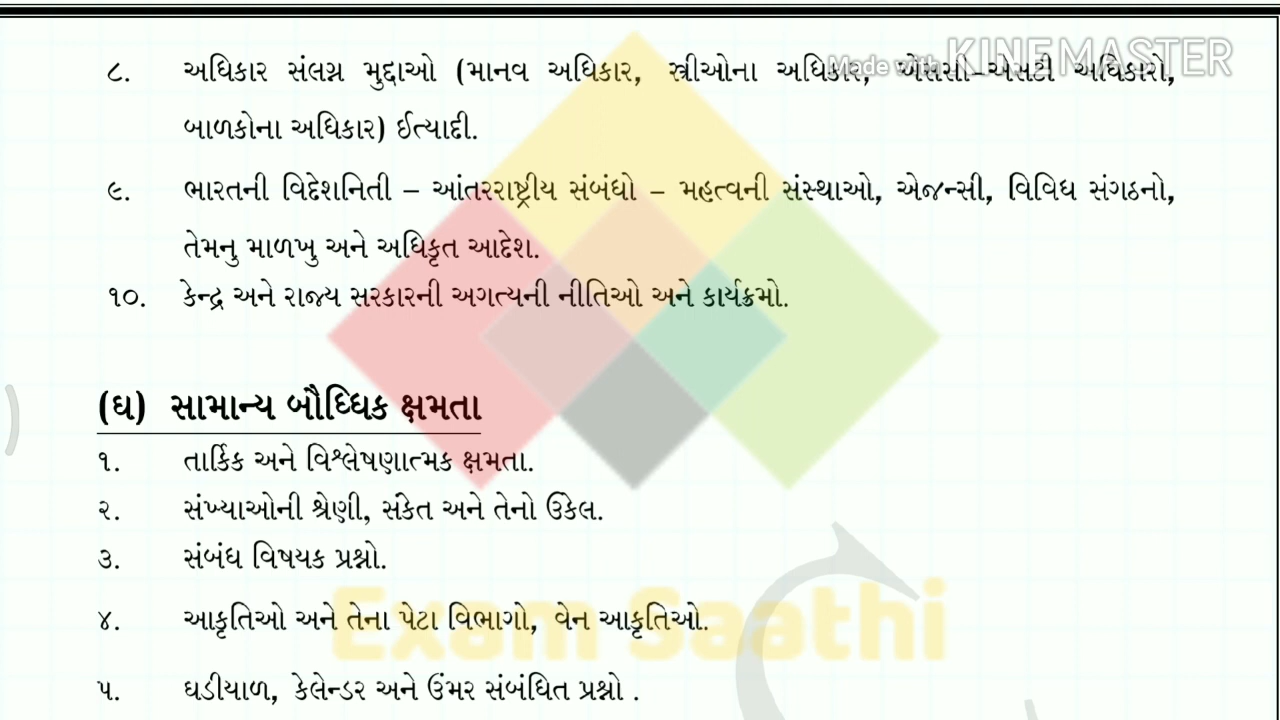 Made with KINEMASTER
૮. અધિકાર સંલગ્ન મુદ્દાઓ (માનવ અધિકાર, સ્ત્રીઓના અધિકાર, એસસી-એસટી અધિકારો,
બાળકોના અધિકાર) ઈત્યાદી.
૯. ભારતની વિદેશનિતી – આંતરરાષ્ટ્રીય સંબંધો – મહત્વની સંસ્થાઓ, એજન્સી, વિવિધ સંગઠનો,
તેમનુ માળખુ અને અધિકૃત આદેશ.
૧૦. કેન્દ્ર અને રાજ્ય સરકારની અગત્યની નીતિઓ અને કાર્યક્રમો.
(ઘ) સામાન્ય બૌધ્ધિક ક્ષમતા
૧. તાર્કિક અને વિશ્લેષણાત્મક ક્ષમતા.
૨. સંખ્યાઓની શ્રેણી, સંકેત અને તેનો ઉકેલ.
૩. સંબંધ વિષયક પ્રશ્નો.
૪. આકૃતિઓ અને તેના પેટા વિભાગો, વેન આકૃતિઓ.
Exam Saathi
૫. ઘડીયાળ, કેલેન્ડર અને ઉંમર સંબંધિત પ્રશ્નો .